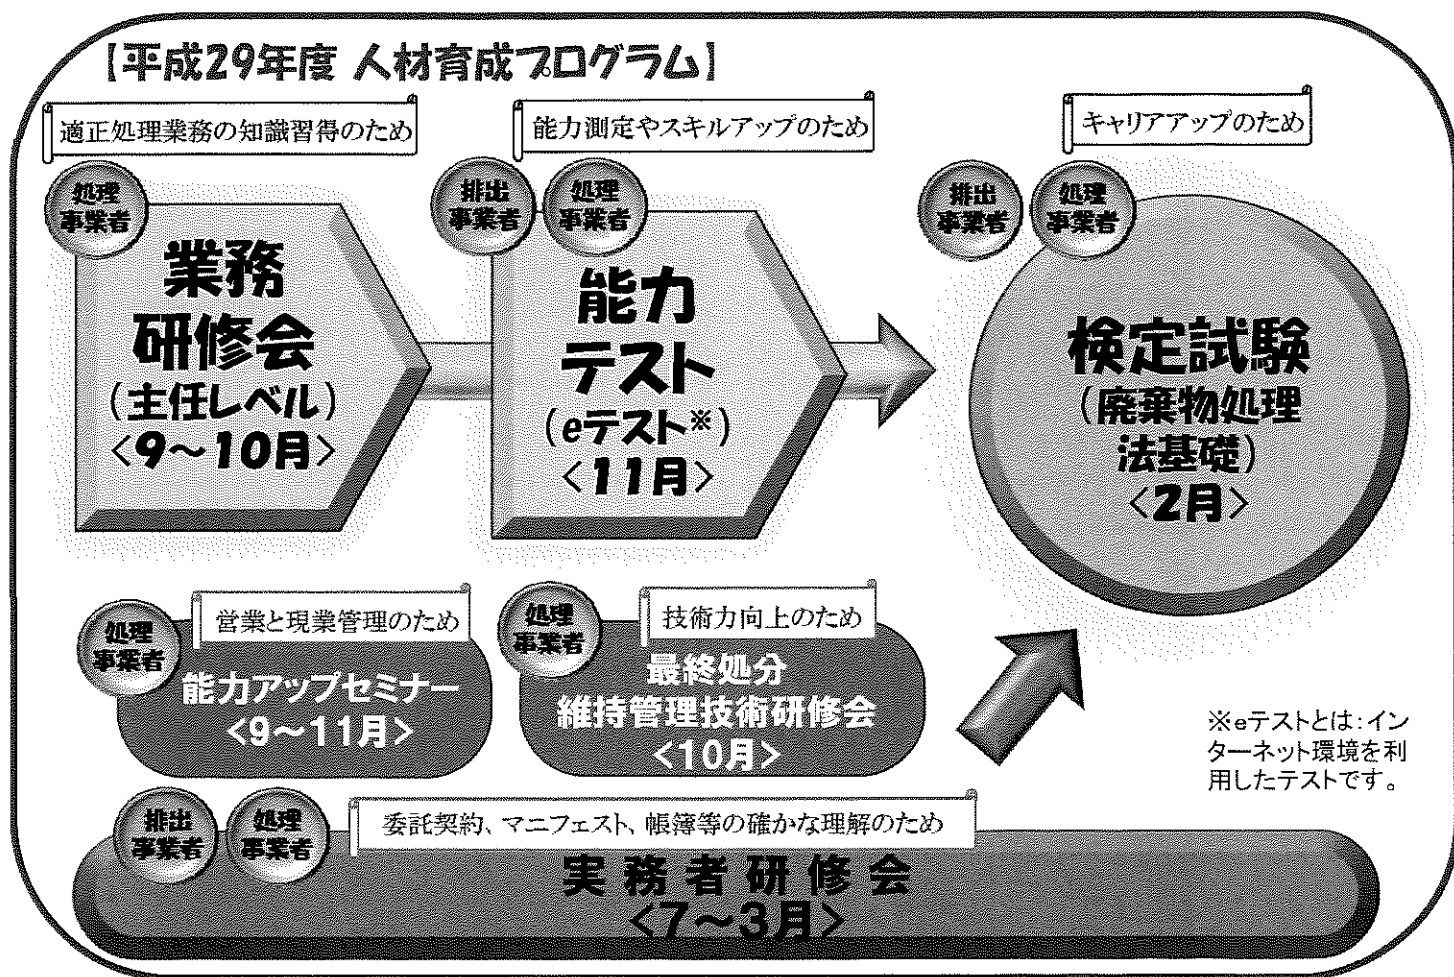 【平成29年度 人材育成プログラム】
適正処理業務の知識習得のため
処理
事業者
業務
研修会
(主任レベル)
<9～10月>
能力測定やスキルアップのため
排出
事業者
処理
事業者
能力
テスト
(eテスト※)
<11月>
キャリアアップのため
排出
事業者
処理
事業者
検定試験
(廃棄物処理
法基礎)
<2月>
処理
事業者
営業と現業管理のため
能力アップセミナー
<9～11月>
処理
事業者
技術力向上のため
最終処分
維持管理技術研修会
<10月>
※eテストとは:イン
ターネット環境を利
用したテストです。
排出
事業者
処理
事業者
委託契約、マニフェスト、帳簿等の確かな理解のため
実務者研修会
<7～3月>